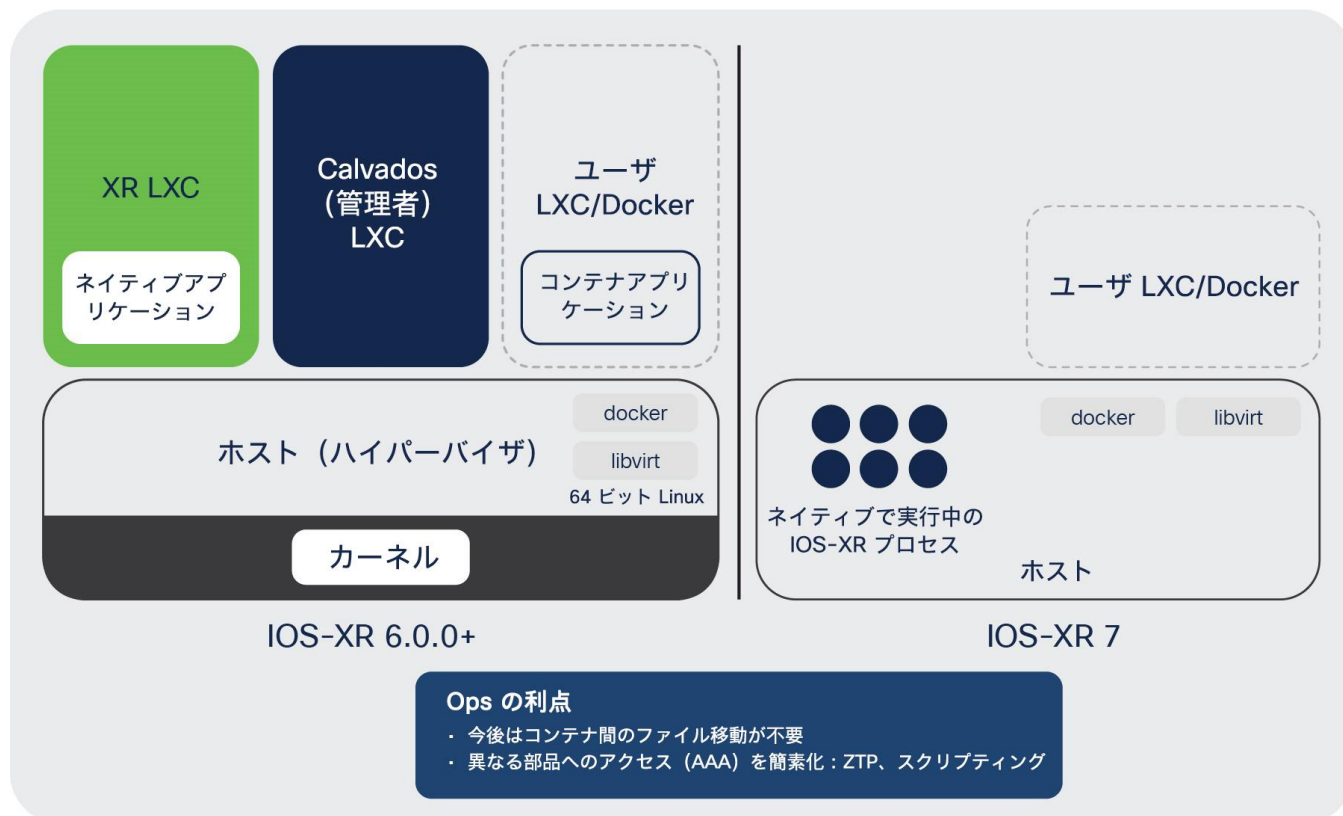 XR LXC
ネイティブアプ
リケーション
Calvados
(管理者)
LXC
ユーザ
LXC/Docker
コンテナアプリ
ケーション
ホスト（ハイパーバイザ）
docker
libvirt
64 ビット Linux
カーネル
IOS-XR 6.0.0+
ユーザ LXC/Docker
docker
libvirt
ネイティブで実行中の
IOS-XR プロセス
ホスト
IOS-XR 7
Ops の利点
· 今後はコンテナ間のファイル移動が不要
· 異なる部品へのアクセス（AAA）を簡素化：ZTP、スクリプティング